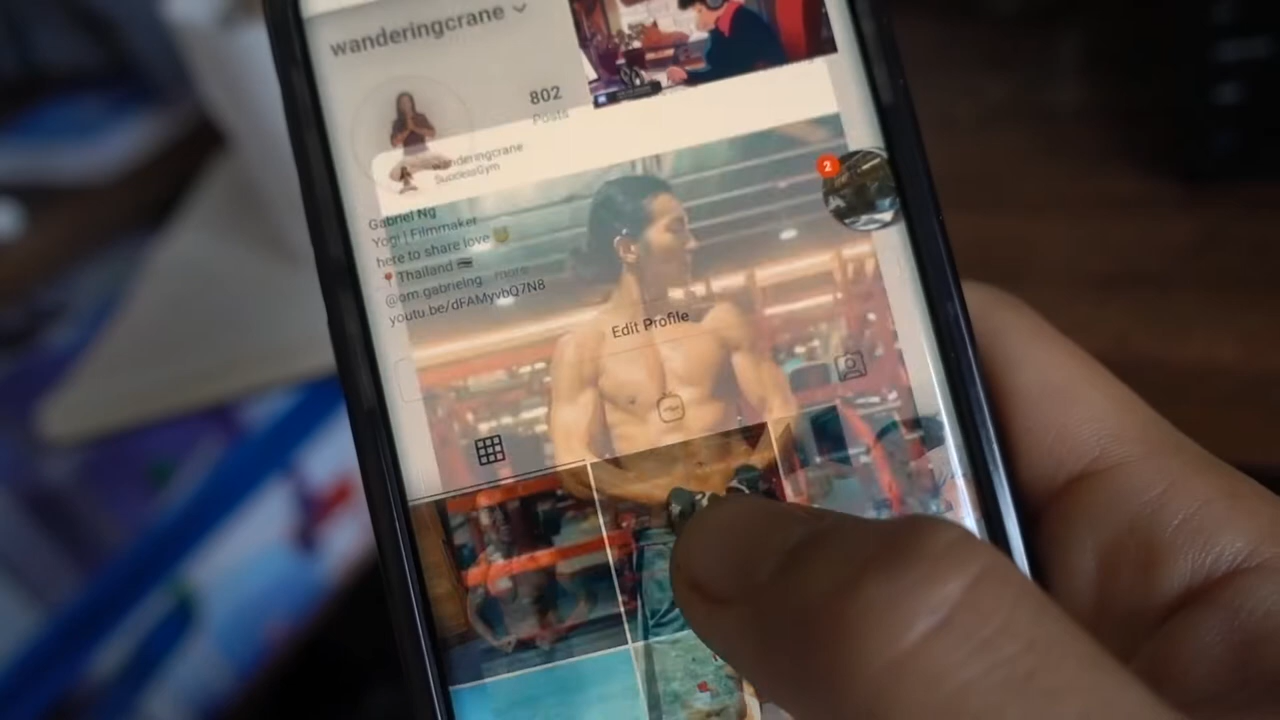 wanderingcrane
802
Posts
wanderingcrane
SuccessGym
Gabriel Ng
Yogi | Filmmaker
here to share love
Thailand
@om.gabrielng more
youtu.be/dFAMyvbQ7N8
Edit Profile
2